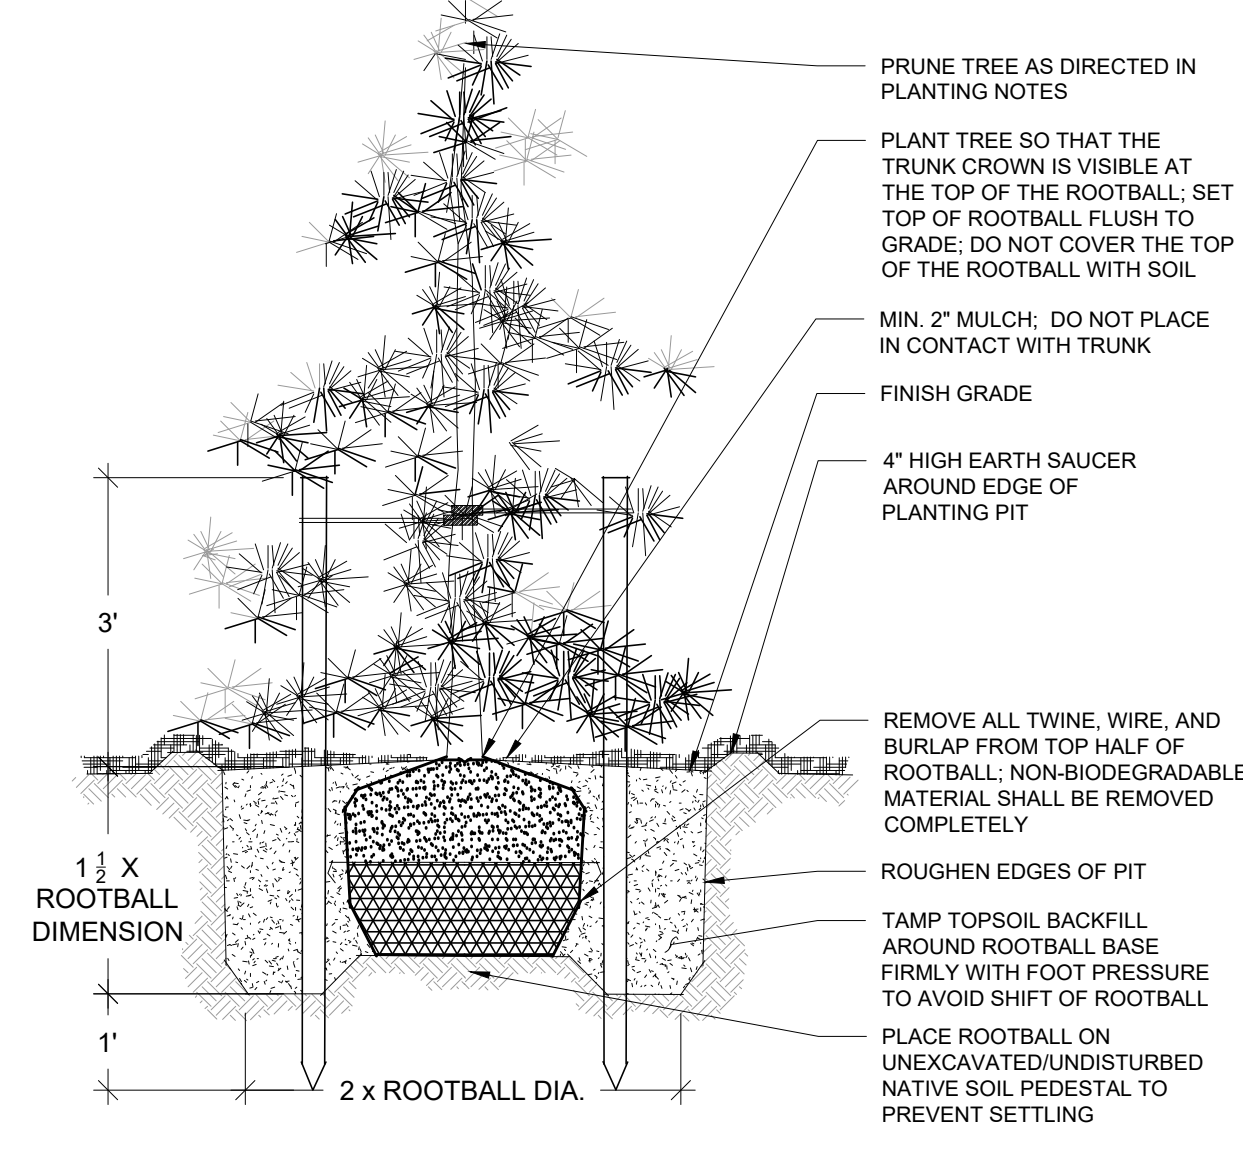 PRUNE TREE AS DIRECTED IN
PLANTING NOTES
PLANT TREE SO THAT THE
TRUNK CROWN IS VISIBLE AT
THE TOP OF THE ROOTBALL; SET
TOP OF ROOTBALL FLUSH TO
GRADE; DO NOT COVER THE TOP
OF THE ROOTBALL WITH SOIL
MIN. 2" MULCH; DO NOT PLACE
IN CONTACT WITH TRUNK
FINISH GRADE
4" HIGH EARTH SAUCER
AROUND EDGE OF
PLANTING PIT
REMOVE ALL TWINE, WIRE, AND
BURLAP FROM TOP HALF OF
ROOTBALL; NON-BIODEGRADABLE
MATERIAL SHALL BE REMOVED
COMPLETELY
ROUGHEN EDGES OF PIT
TAMP TOPSOIL BACKFILL
AROUND ROOTBALL BASE
FIRMLY WITH FOOT PRESSURE
TO AVOID SHIFT OF ROOTBALL
PLACE ROOTBALL ON
UNEXCAVATED/UNDISTURBED
NATIVE SOIL PEDESTAL TO
PREVENT SETTLING
3'
1 1/2 X
ROOTBALL
DIMENSION
1'
2 x ROOTBALL DIA.